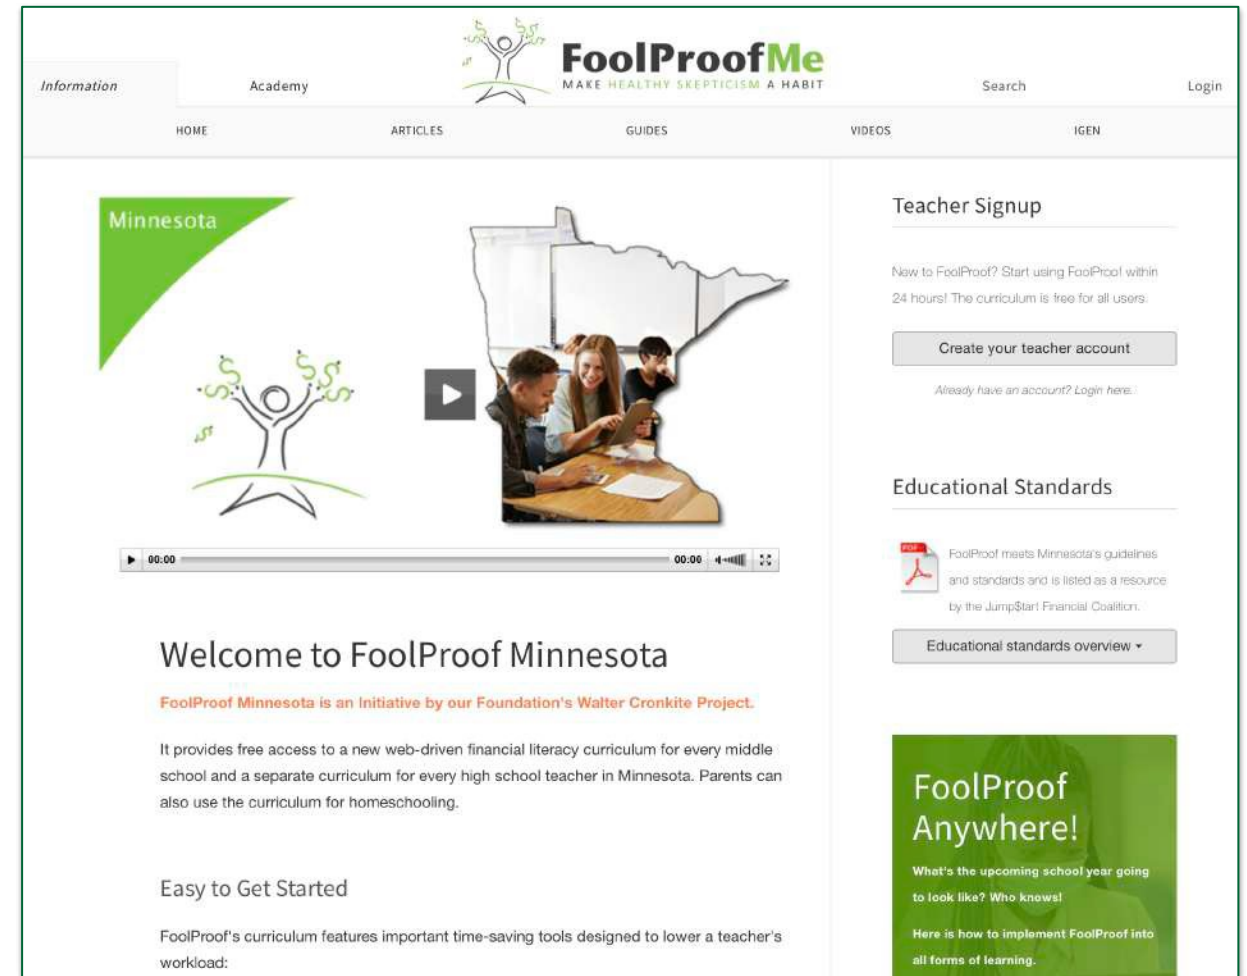 FoolProofMe
MAKE HEALTHY SKEPTICISM A HABIT
Information
Academy
Search
Login
HOME
ARTICLES
GUIDES
VIDEOS
IGEN
Minnesota
00:00
00:00
Welcome to FoolProof Minnesota
FoolProof Minnesota is an Initiative by our Foundation's Walter Cronkite Project.
It provides free access to a new web-driven financial literacy curriculum for every middle
school and a separate curriculum for every high school teacher in Minnesota. Parents can
also use the curriculum for homeschooling.
Easy to Get Started
FoolProof's curriculum features important time-saving tools designed to lower a teacher's
workload:
Teacher Signup
New to FoolProof? Start using FoolProof within
24 hours! The curriculum is free for all users.
Create your teacher account
Already have an account? Login here.
Educational Standards
PDF
FoolProof meets Minnesota's guidelines
and standards and is listed as a resource
by the Jump$tart Financial Coalition.
Educational standards overview
FoolProof
Anywhere!
What's the upcoming school year going
to look like? Who knows!
Here is how to implement FoolProof into
all forms of learning.